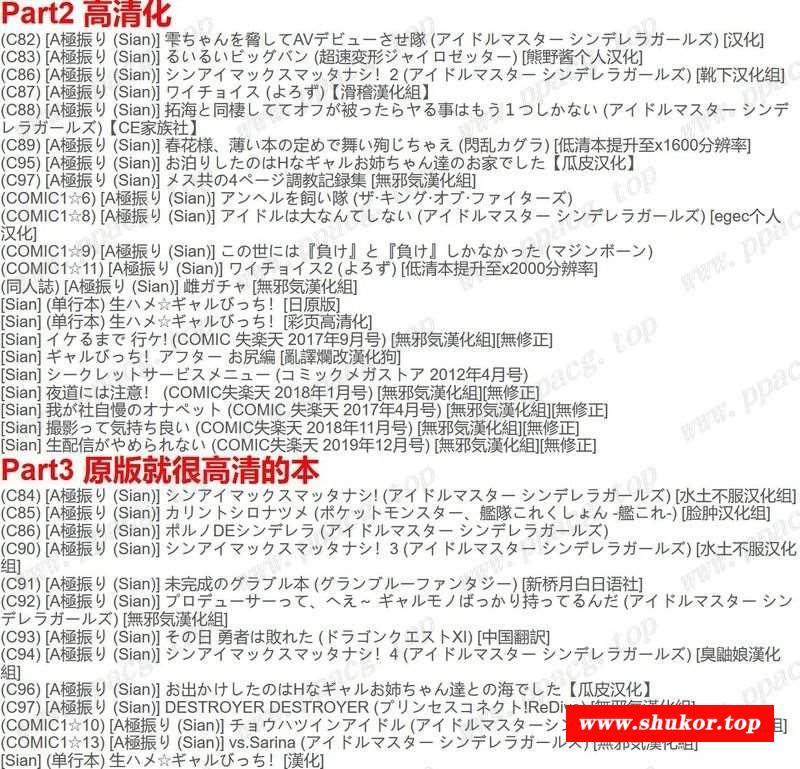 Part2 高清化
(C82) [A極振り (Sian)] 雫ちゃんを脅してAVデビューさせ隊 (アイドルマスター シンデレラガールズ) [汉化]
(C83) [A極振り (Sian)] るいるいビッグバン (超速变形ジャイロゼッター) [熊野酱个人汉化]
(C86) [A極振り (Sian)] シンアイマックスマッタナシ！2 (アイドルマスター シンデレラガールズ) [靴下汉化组]
(C87) [A極振り (Sian)] ワイチョイス (よろず)【滑稽漢化組】
(C88) [A極振り (Sian)] 拓海と同棲しててオフが被ったらヤる事はもう１つしかない (アイドルマスター シンデ
レラガールズ)【CE家族社】
(C89) [A極振り (Sian)] 春花様、薄い本の定めで舞い殉じちゃえ (閃乱カグラ) [低清本提升至x1600分辨率]
(C95) [A極振り (Sian)] お泊りしたのはHなギャルお姉ちゃん達のお家でした【瓜皮汉化】
(C97) [A極振り (Sian)] メス共の4ページ調教記録集 [無邪気漢化組]
(COMIC1☆6) [A極振り (Sian)] アンヘルを飼い隊 (ザ·キング·オブ·ファイターズ)
(COMIC1☆8) [A極振り (Sian)] アイドルは大なんてしない (アイドルマスター シンデレラガールズ) [egec个人
汉化]
(COMIC1☆9) [A極振り (Sian)] この世には『負け』と『負け』しかなかった (マジンボーン)
(COMIC1☆11) [A極振り (Sian)] ワイチョイス2 (よろず) [低清本提升至x2000分辨率]
(同人誌) [A極振り (Sian)] 雌ガチャ [無邪気漢化組]
[Sian] (单行本) 生ハメ☆ギャルびっち！[日原版]
[Sian] (单行本) 生ハメ☆ギャルびっち！[彩页高清化]
[Sian] イケるまで 行ケ! (COMIC 失楽天 2017年9月号) [無邪気漢化組][無修正]
[Sian] ギャルびっち！アフター お尻編 [亂譯爛改漢化狗]
[Sian] シークレットサービスメニュー (コミックメガストア 2012年4月号)
[Sian] 夜道には注意！ (COMIC失楽天 2018年1月号) [無邪気漢化組][無修正]
[Sian] 我が社自慢のオナペット (COMIC 失楽天 2017年4月号) [無邪気漢化組][無修正]
[Sian] 撮影って気持ち良い (COMIC失楽天 2018年11月号) [無邪気漢化組][無修正]
[Sian] 生配信がやめられない (COMIC失楽天 2019年12月号) [無邪気漢化組][無修正]
Part3 原版就很高清的本
(C84) [A極振り (Sian)] シンアイマックスマッタナシ! (アイドルマスター シンデレラガールズ) [水土不服汉化组]
(C85) [A極振り (Sian)] カリントシロナツメ (ポケットモンスター、艦隊これくしょん -艦これ-) [脸肿汉化组]
(C86) [A極振り (Sian)] ポルノDEシンデレラ (アイドルマスター シンデレラガールズ)
(C90) [A極振り (Sian)] シンアイマックスマッタナシ！3 (アイドルマスター シンデレラガールズ) [水土不服汉化
组]
(C91) [A極振り (Sian)] 未完成のグラブル本 (グランブルーファンタジー) [新桥月白日语社]
(C92) [A極振り (Sian)] プロデューサーって、へえ～ ギャルモノばっかり持ってるんだ (アイドルマスター シン
デレラガールズ) [無邪気漢化組]
(C93) [A極振り (Sian)] その日 勇者は敗れた (ドラゴンクエストXI) [中国翻訳]
(C94) [A極振り (Sian)] シンアイマックスマッタナシ！4 (アイドルマスター シンデレラガールズ) [臭鼬娘漢化
組]
(C96) [A極振り (Sian)] お出かけしたのはHなギャルお姉ちゃん達との海でした【瓜皮汉化】
(C97) [A極振り (Sian)] DESTROYER DESTROYER (プリンセスコネクト!ReDive) [無邪気漢化組]
(COMIC1☆10) [A極振り (Sian)] チョウハツインアイドル (アイドルマスターシン 組]
(COMIC1☆13) [A極振り (Sian)] vs.Sarina (アイドルマスター シンデレラガールズ) [無邪気漢化組]
[Sian] (単行本) 生ハメ☆ギャルびっち！[漢化]
www.shukor.top
www.ppacg.top